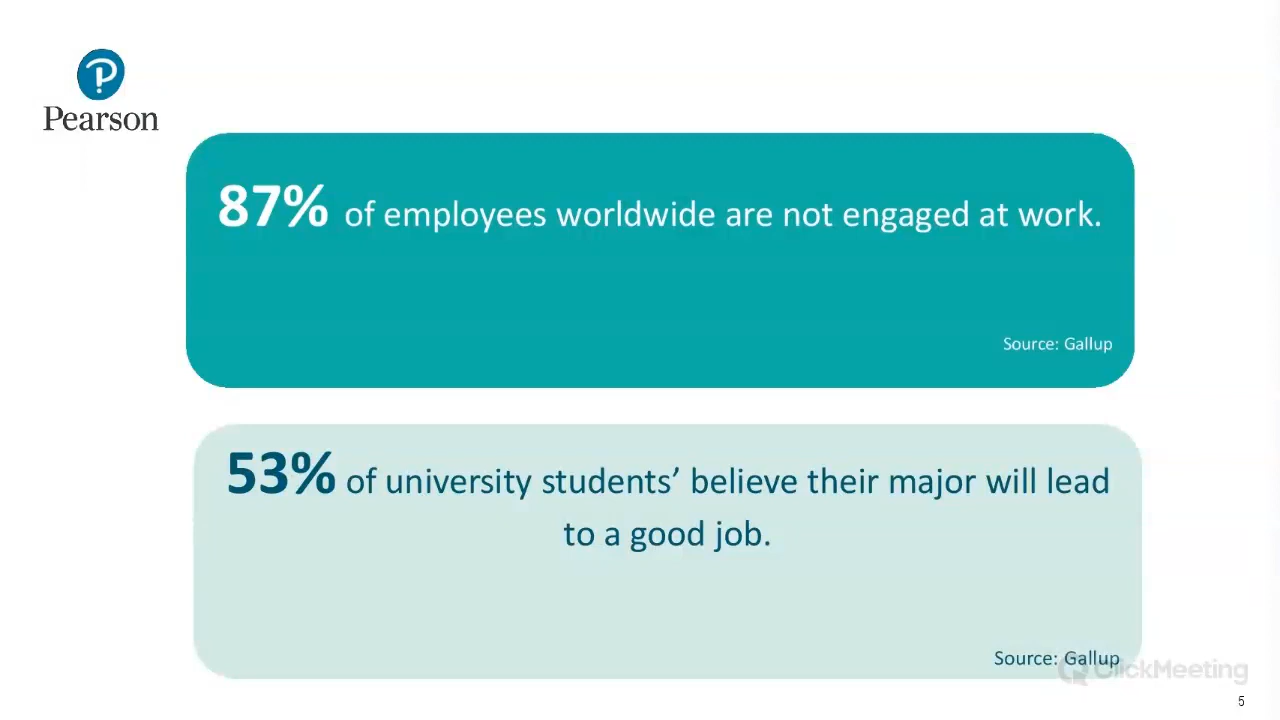 Pearson
87% of employees worldwide are not engaged at work.
Source: Gallup
53% of university students’ believe their major will lead
to a good job.
Source: Gallup
ClickMeeting
5